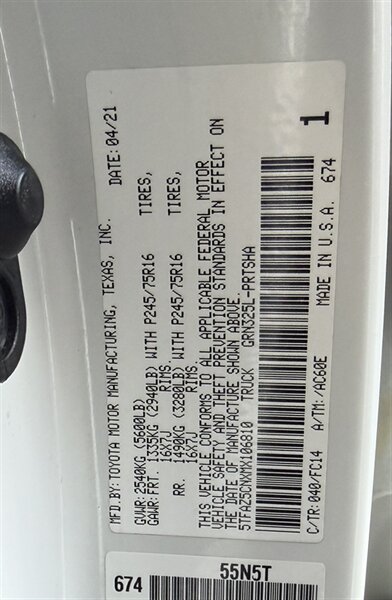 MFD.BY:TOYOTA MOTOR MANUFACTURING, TEXAS, INC. DATE: 04/21
GVWR:2540KG(5600LB)
GAWR:FRT. 1335KG (2940LB) WITH P245/75R16 TIRES,
16X7J RIMS
RR. 1490KG (3280LB) WITH P245/75R16 TIRES,
16X7J RIMS
THIS VEHICLE CONFORMS TO ALL APPLICABLE FEDERAL MOTOR
VEHICLE SAFETY AND THEFT PREVENTION STANDARDS IN EFFECT ON
THE DATE OF MANUFACTURE SHOWN ABOVE.
5TFAZ5CNXMX106810 TRUCK GRN325L-PRTSHA
1
C/TR:040/FC14 A/TM:/AC60E MADE IN U.S.A. 674
674 55N5T